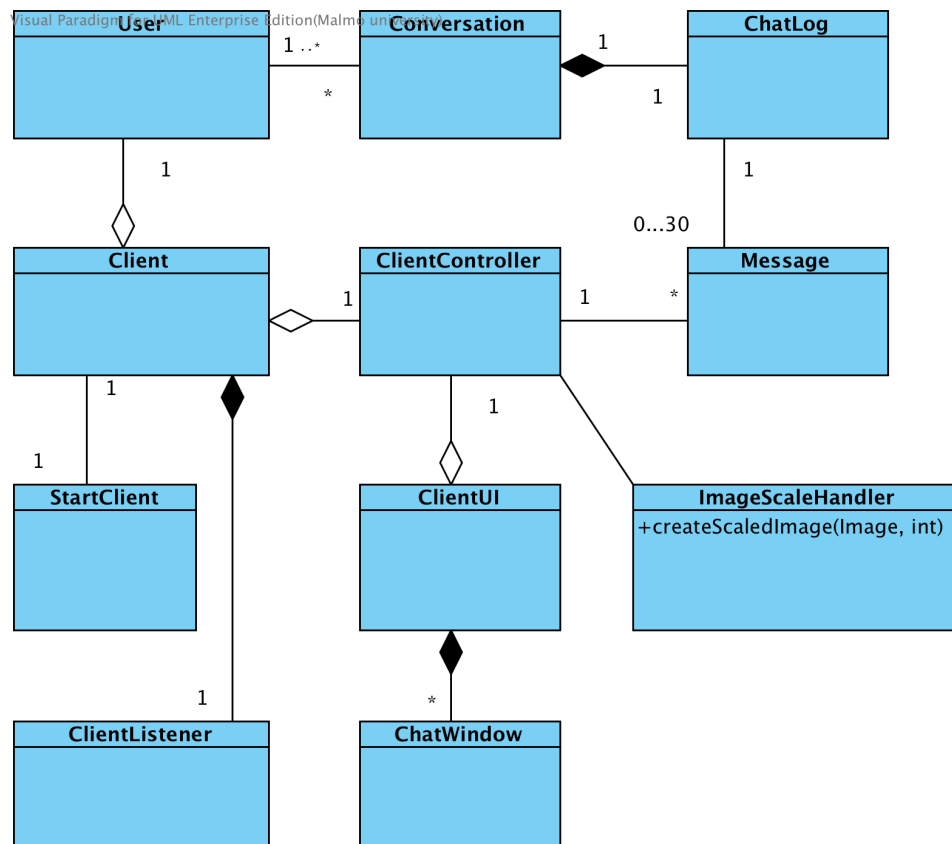 Visual Paradigm for UML Enterprise Edition(Malmo university)
User
Conversation
ChatLog
1 ..*
*
1
1
1
1
0...30
Client
ClientController
Message
1
1
*
1
1
1
StartClient
ClientUI
ImageScaleHandler
+createScaledImage(Image, int)
1
*
ClientListener
ChatWindow